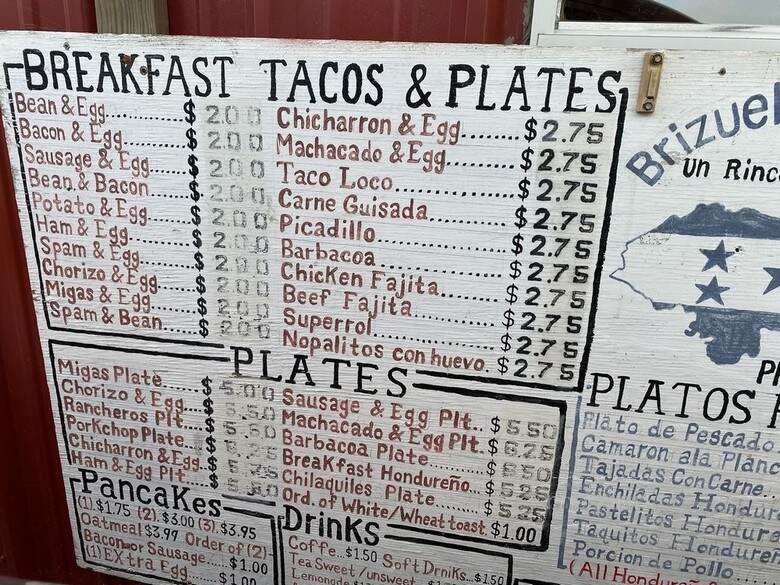 BREAKFAST TACOS & PLATES
Bean & Egg........$ 2.00
Bacon & Egg.......$ 2.00
Sausage & Egg.....$ 2.00
Bean & Bacon......$ 2.00
Potato & Egg......$ 2.00
Ham & Egg.........$ 2.00
Spam & Egg........$ 2.00
Chorizo & Egg.....$ 2.00
Migas & Egg.......$ 2.00
Spam & Bean.......$ 2.00
Chicharron & Egg.......$2.75
Machacado & Egg.......$2.75
Taco Loco.............$2.75
Carne Guisada.........$2.75
Picadillo.............$2.75
Barbacoa..............$2.75
Chicken Fajita........$2.75
Beef Fajita...........$2.75
Superrol..............$2.75
Nopalitos con huevo. $2.75
PLATES
Migas Plate......$ 5.00
Chorizo & Egg....$ 5.50
Rancheros Plt....$ 5.50
PorKchop Plate...$
Chicharron & Egg..$
Ham & Egg Plt....$
Sausage & Egg Plt.. $5 50
Machacado & Egg Plt. $6.25
Barbacoa Plate......$
BreaKfast Hondureño...$ 5 25
Chilaquiles Plate.....$ 5.25
Ord. of White/Wheat toast. $1.00
PancaKes
(1). $1.75 (2). $3.00 (3). $3.95
Oatmeal $3.99 Order of (2)
Bacon or Sausage.....$1.00
(1) EXtra Egg.....$1.00
DrinKs
Coffe..$1.50 Soft DrniKs...$1.50
Tea Sweet/unsweet
Lemonade
Brizuel
un Rinc
PLATOS
Plato de Pescado
Camaron ala Planc
Tajadas Con Carne..
Enchiladas Hondur
Pastelitos Hondure
Taquitos Hondure
Porcion de Pollo
(All Hondure